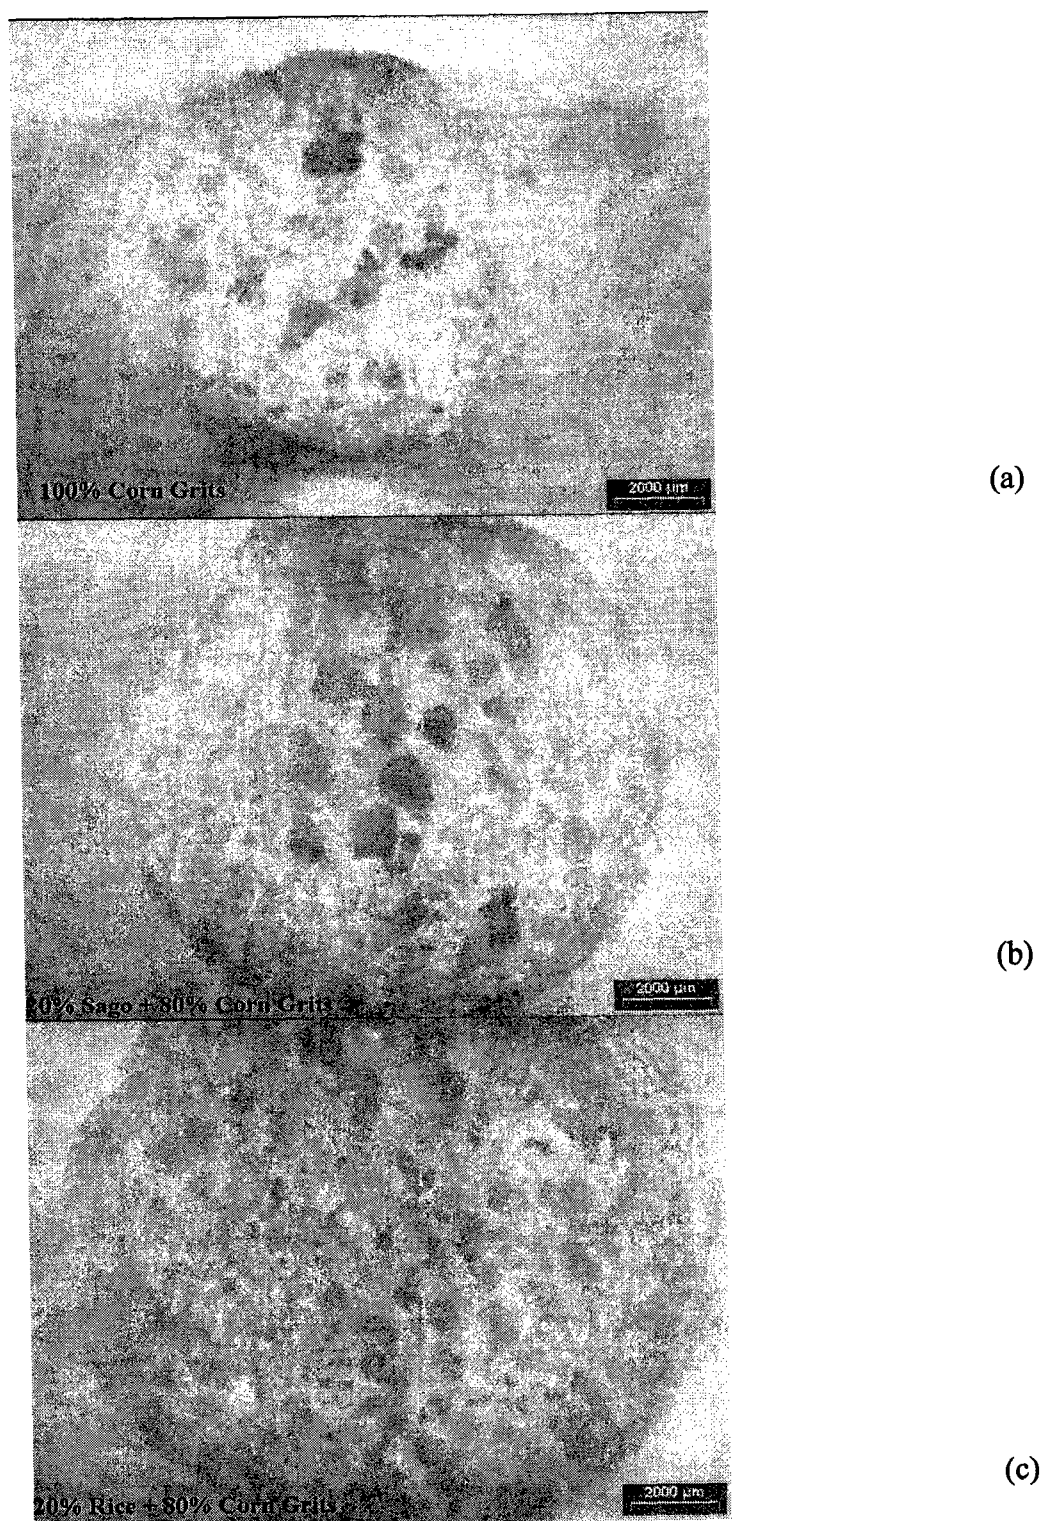 100% Corn Grits
2000 µm
(a)
20% Sago + 80% Corn Grits
2000 µm
(b)
20% Rice + 80% Corn Grits
2000 µm
(c)